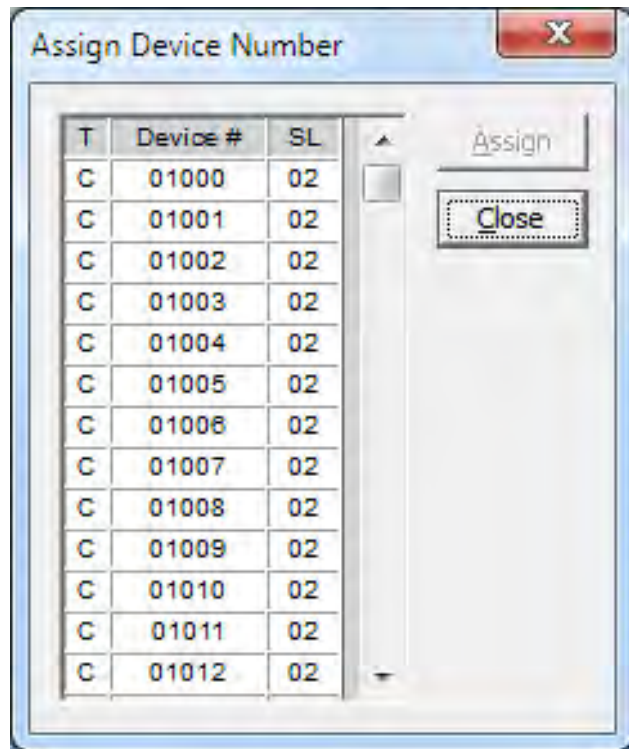 Assign Device Number
X
T Device # SL
Assign
C 01000 02
C 01001 02
Close
C 01002 02
C 01003 02
C 01004 02
C 01005 02
C 01006 02
C 01007 02
C 01008 02
C 01009 02
C 01010 02
C 01011 02
C 01012 02